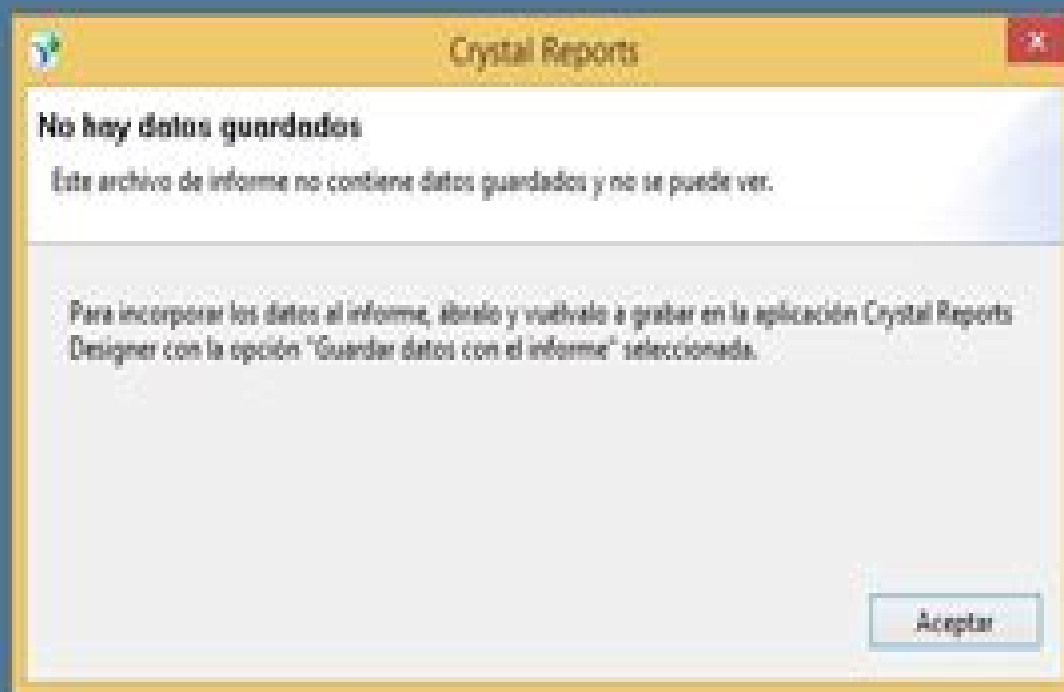 Crystal Reports
x
No hay datos guardados
Este archivo de informe no contiene datos guardados y no se puede ver.
Para incorporar los datos al informe, ábralo y vuélvalo a grabar en la aplicación Crystal Reports
Designer con la opción "Guardar datos con el informe" seleccionada.
Aceptar